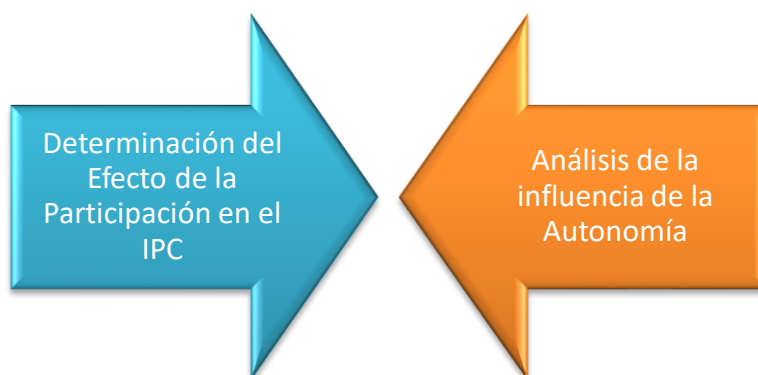 Determinación del
Efecto de la
Participación en el
IPC
Análisis de la
influencia de la
Autonomía